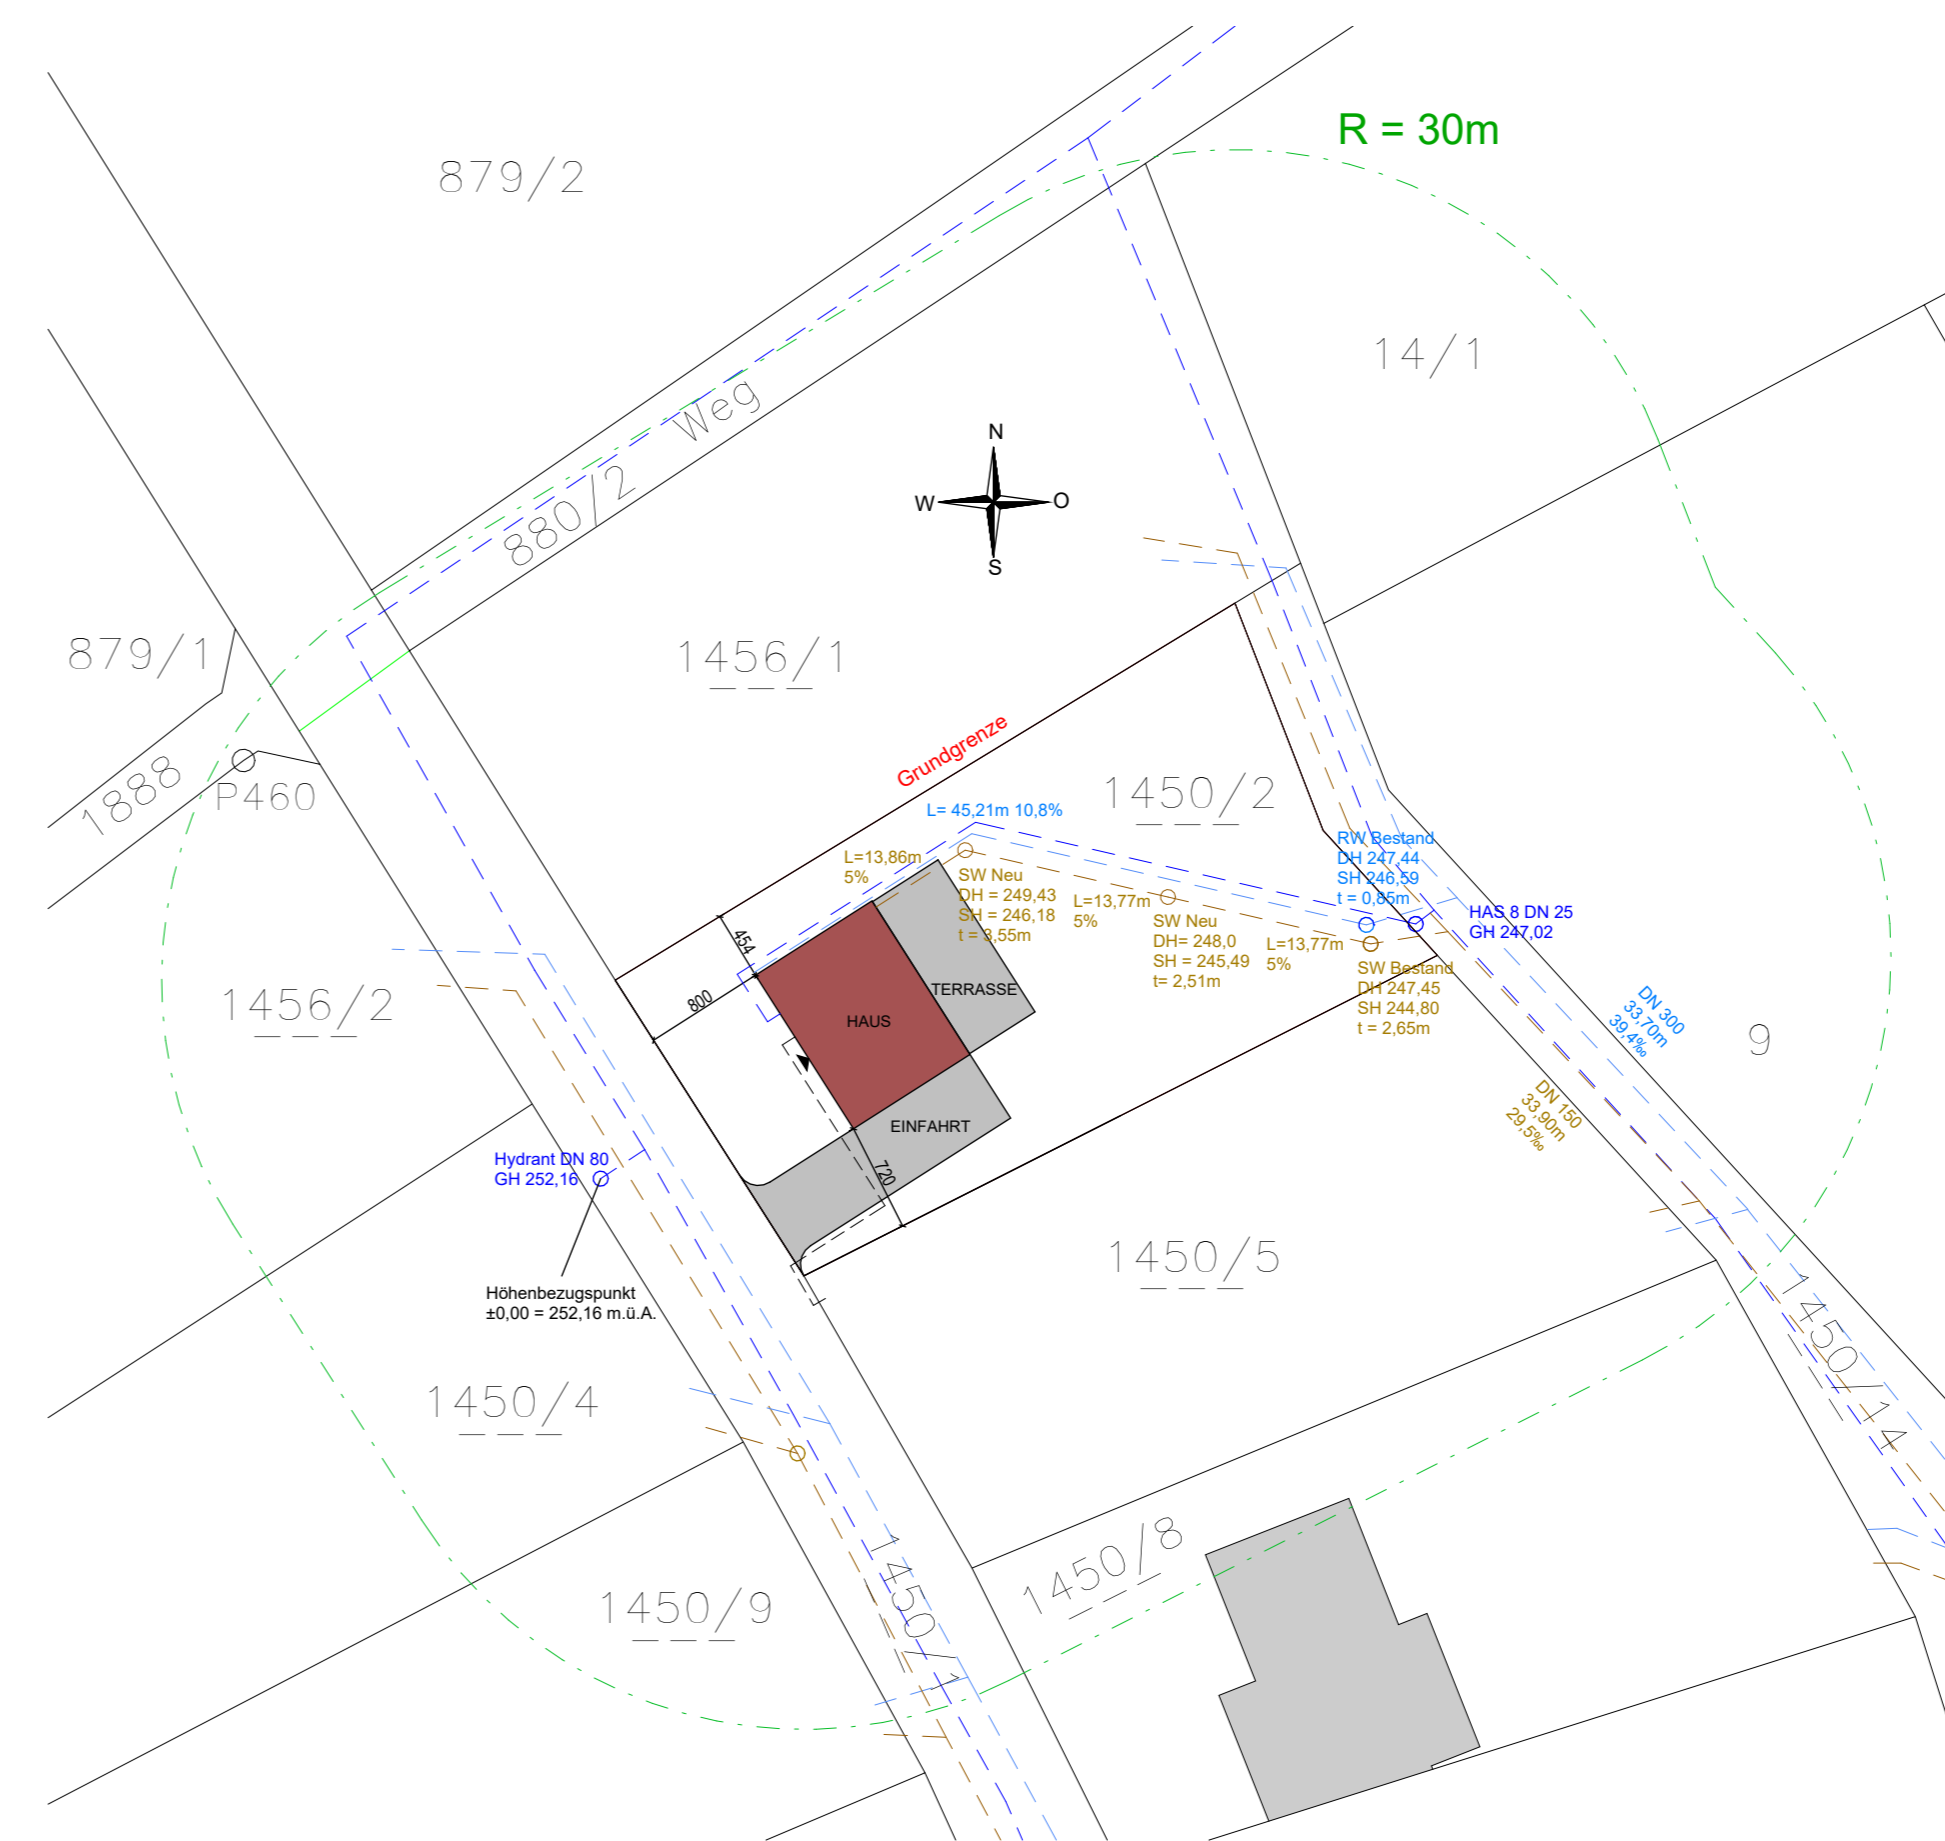 R = 30m
879/2
14/1
880/2 Weg
N
W
O
S
879/1
1456/1
1888
P460
Grundgrenze
1450/2
L= 45,21m 10,8%
L=13,86m
5%
SW Neu
DH = 249,43
SH = 246,18
t = 3,55m
L=13,77m
5%
SW Neu
DH= 248,0
SH = 245,49
t= 2,51m
L=13,77m
5%
RW Bestand
DH 247,44
SH 246,59
t = 0,85m
HAS 8 DN 25
GH 247,02
SW Bestand
DH 247,45
SH 244,80
t = 2,65m
454
800
HAUS
TERRASSE
EINFAHRT
720
1456/2
DN 300
33,70m
39,4‰
9
DN 150
33,90m
29,5‰
Hydrant DN 80
GH 252,16
Höhenbezugspunkt
±0,00 = 252,16 m.ü.A.
1450/5
1450/14
1450/4
1450/9
1450/1
1450/8